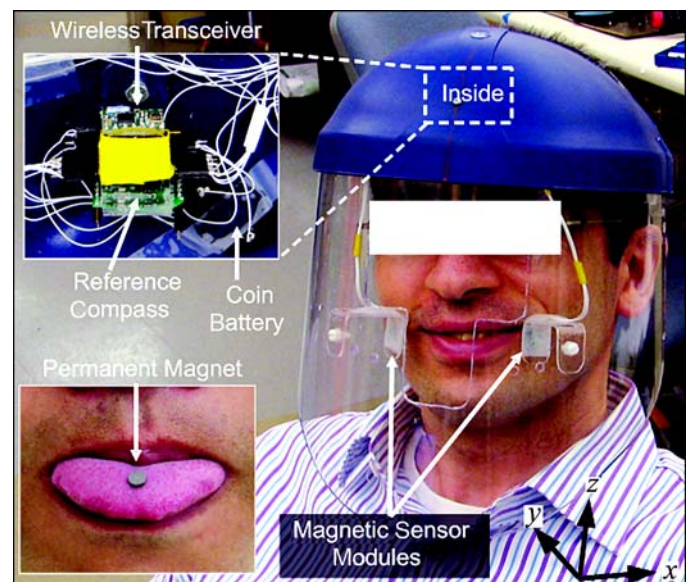 Wireless Transceiver
Inside
Reference
Compass
Coin
Battery
Permanent Magnet
Magnetic Sensor
Modules
z
y
x